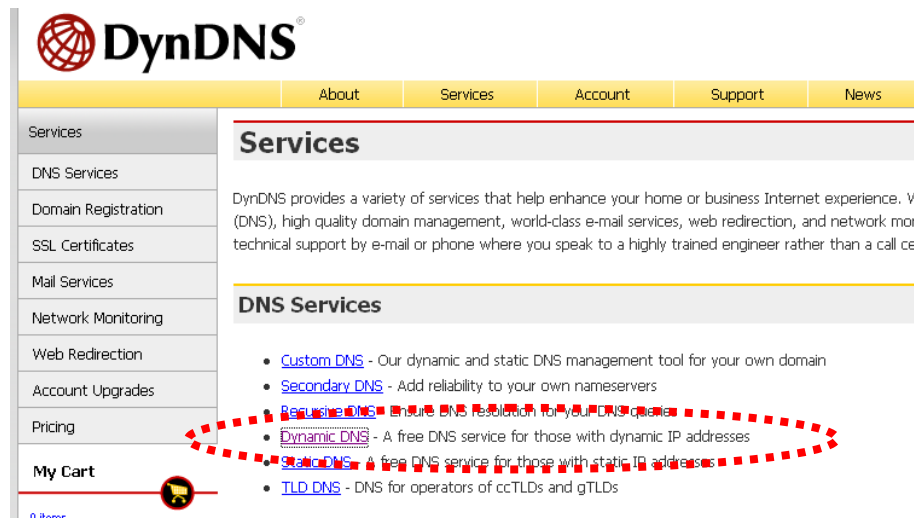 DynDNS®
About Services Account Support News
Services
DNS Services
Domain Registration
SSL Certificates
Mail Services
Network Monitoring
Web Redirection
Account Upgrades
Pricing
My Cart
0 items
Services
DynDNS provides a variety of services that help enhance your home or business Internet experience.
(DNS), high quality domain management, world-class e-mail services, web redirection, and network
technical support by e-mail or phone where you speak to a highly trained engineer rather than a call
DNS Services
Custom DNS - Our dynamic and static DNS management tool for your own domain
Secondary DNS - Add reliability to your own nameservers
Recursive DNS - Ensure DNS resolution for your DNS queries
Dynamic DNS - A free DNS service for those with dynamic IP addresses
Static DNS - A free DNS service for those with static IP addresses
TLD DNS - DNS for operators of ccTLDs and gTLDs